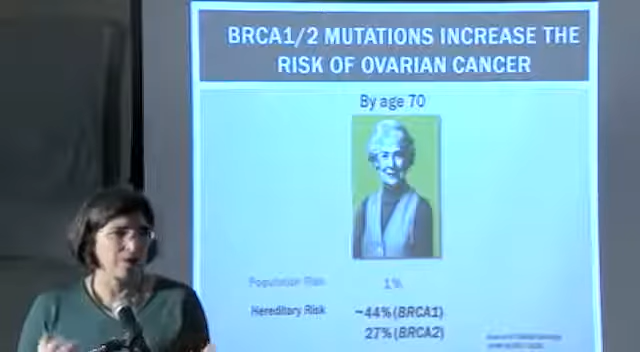 BRCA1/2 MUTATIONS INCREASE THE
RISK OF OVARIAN CANCER
By age 70
Population Risk 1%
Hereditary Risk ~44% (BRCA1)
27% (BRCA2)